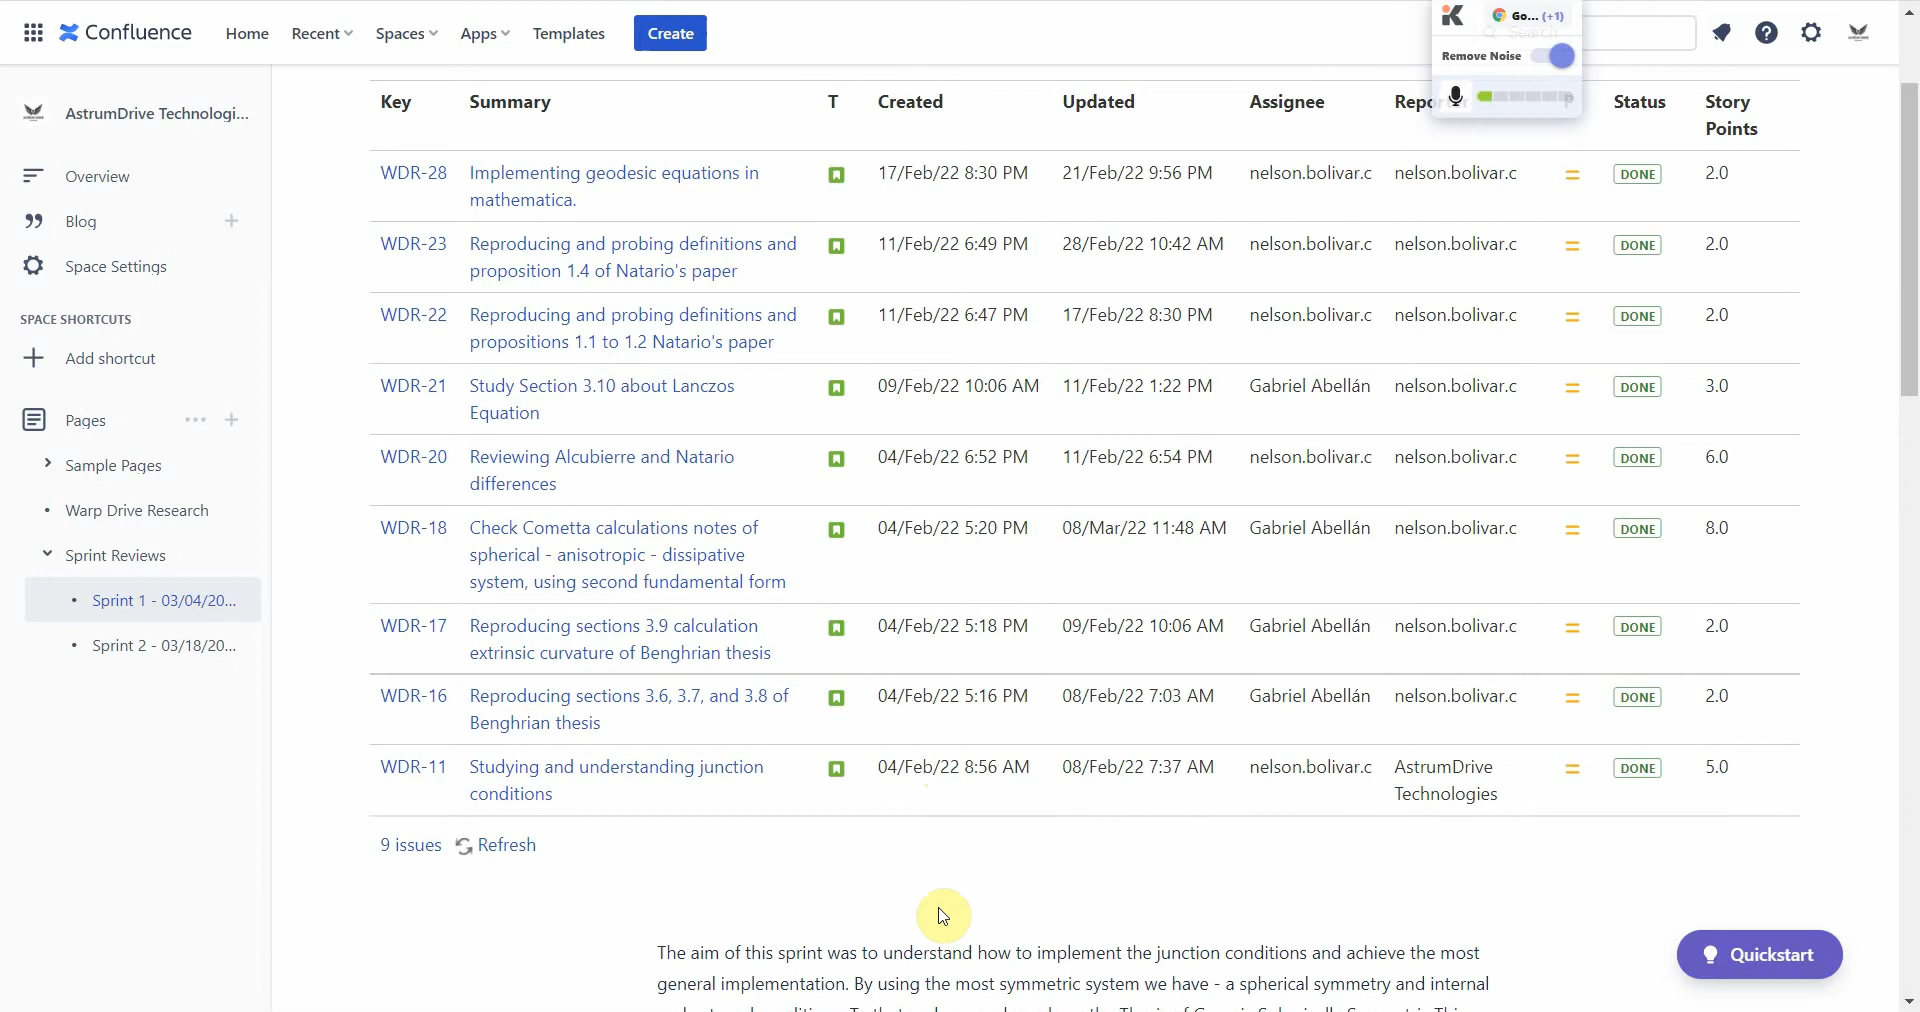 Confluence Home Recent Spaces Apps Templates Create Go... (+1)
Search
Remove Noise
AstrumDrive Technologi...
Overview
Blog
Space Settings
SPACE SHORTCUTS
Add shortcut
Pages
Sample Pages
Warp Drive Research
Sprint Reviews
Sprint 1 - 03/04/20...
Sprint 2 - 03/18/20...
Key Summary T Created Updated Assignee Repor P Status Story
Points
WDR-28 Implementing geodesic equations in 17/Feb/22 8:30 PM 21/Feb/22 9:56 PM nelson.bolivar.c nelson.bolivar.c DONE 2.0
mathematica.
WDR-23 Reproducing and probing definitions and 11/Feb/22 6:49 PM 28/Feb/22 10:42 AM nelson.bolivar.c nelson.bolivar.c DONE 2.0
proposition 1.4 of Natario's paper
WDR-22 Reproducing and probing definitions and 11/Feb/22 6:47 PM 17/Feb/22 8:30 PM nelson.bolivar.c nelson.bolivar.c DONE 2.0
propositions 1.1 to 1.2 Natario's paper
WDR-21 Study Section 3.10 about Lanczos 09/Feb/22 10:06 AM 11/Feb/22 1:22 PM Gabriel Abellán nelson.bolivar.c DONE 3.0
Equation
WDR-20 Reviewing Alcubierre and Natario 04/Feb/22 6:52 PM 11/Feb/22 6:54 PM nelson.bolivar.c nelson.bolivar.c DONE 6.0
differences
WDR-18 Check Cometta calculations notes of 04/Feb/22 5:20 PM 08/Mar/22 11:48 AM Gabriel Abellán nelson.bolivar.c DONE 8.0
spherical - anisotropic - dissipative
system, using second fundamental form
WDR-17 Reproducing sections 3.9 calculation 04/Feb/22 5:18 PM 09/Feb/22 10:06 AM Gabriel Abellán nelson.bolivar.c DONE 2.0
extrinsic curvature of Benghrian thesis
WDR-16 Reproducing sections 3.6, 3.7, and 3.8 of 04/Feb/22 5:16 PM 08/Feb/22 7:03 AM Gabriel Abellán nelson.bolivar.c DONE 2.0
Benghrian thesis
WDR-11 Studying and understanding junction 04/Feb/22 8:56 AM 08/Feb/22 7:37 AM nelson.bolivar.c AstrumDrive DONE 5.0
conditions Technologies
9 issues Refresh
The aim of this sprint was to understand how to implement the junction conditions and achieve the most
general implementation. By using the most symmetric system we have - a spherical symmetry and internal
Quickstart